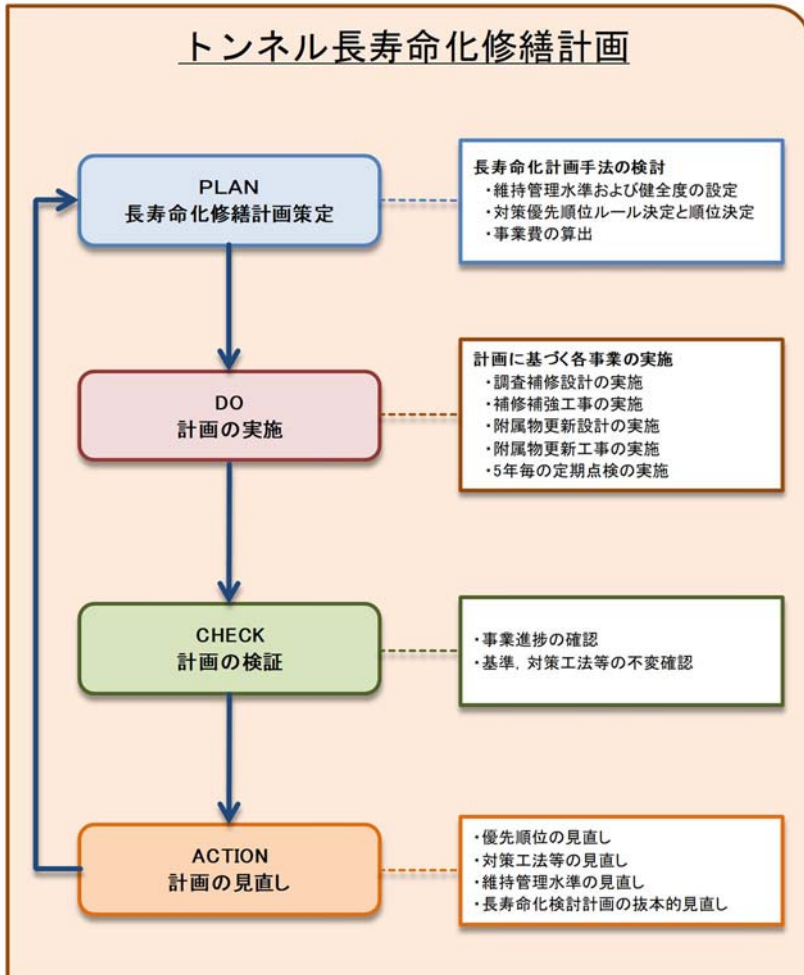 トンネル長寿命化修繕計画
PLAN
長寿命化修繕計画策定
長寿命化計画手法の検討
・維持管理水準および健全度の設定
・対策優先順位ルール決定と順位決定
・事業費の算出
DO
計画の実施
計画に基づく各事業の実施
・調査補修設計の実施
・補修補強工事の実施
・附属物更新設計の実施
・附属物更新工事の実施
・5年毎の定期点検の実施
CHECK
計画の検証
・事業進捗の確認
・基準，対策工法等の不変確認
ACTION
計画の見直し
・優先順位の見直し
・対策工法等の見直し
・維持管理水準の見直し
・長寿命化検討計画の抜本的見直し